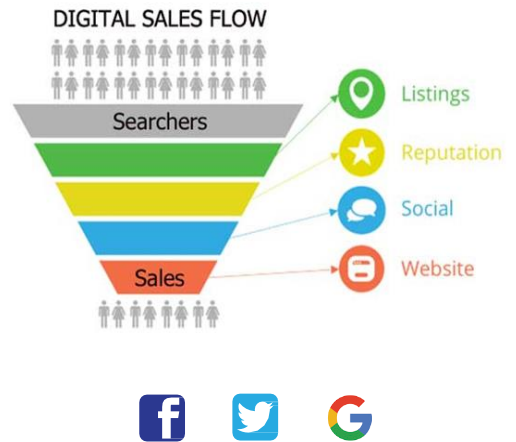 DIGITAL SALES FLOW
Searchers
Listings
Reputation
Social
Sales
Website